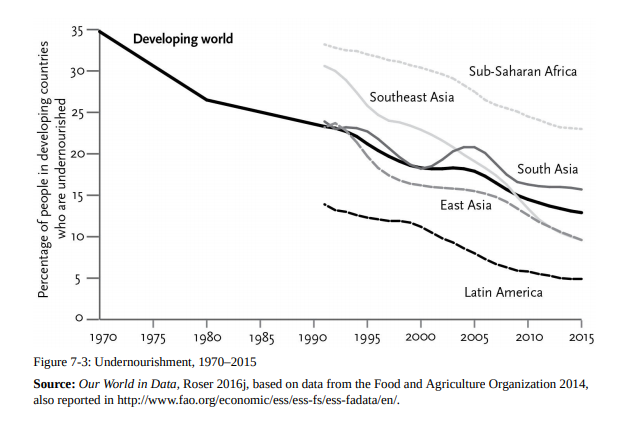 Percentage of people in developing countries
who are undernourished
35
30
25
20
15
10
5
0
Developing world
Sub-Saharan Africa
Southeast Asia
South Asia
East Asia
Latin America
1970 1975 1980 1985 1990 1995 2000 2005 2010 2015
Figure 7-3: Undernourishment, 1970–2015
Source: Our World in Data, Roser 2016j, based on data from the Food and Agriculture Organization 2014,
also reported in http://www.fao.org/economic/ess/ess-fs/ess-fadata/en/.